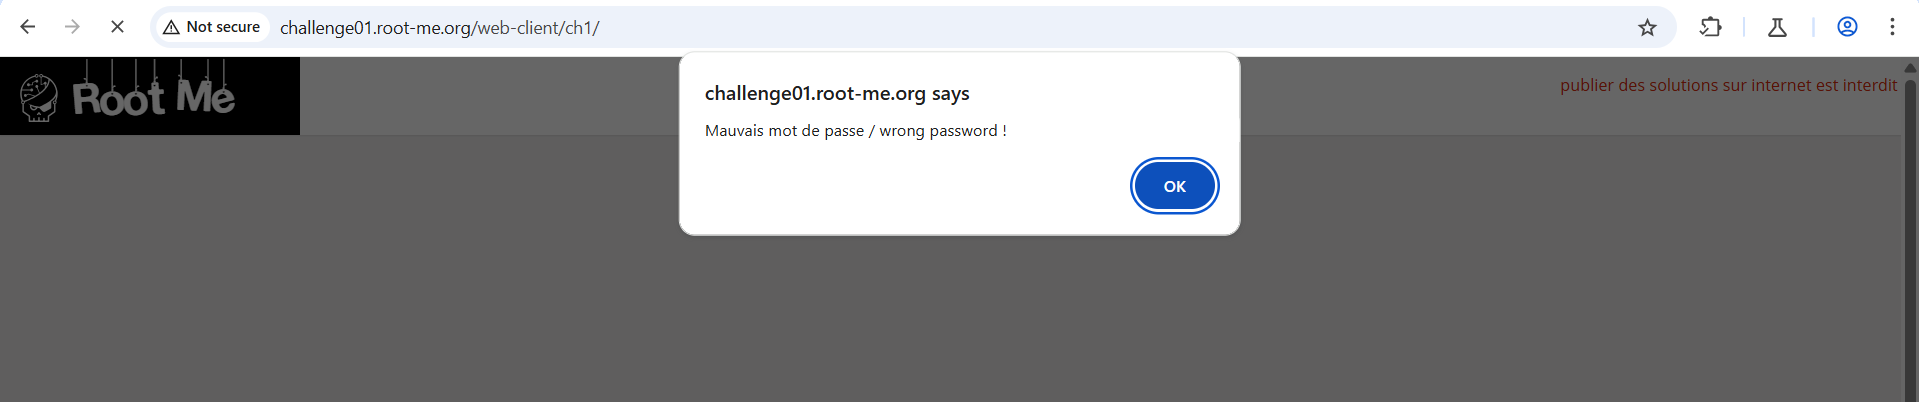 Not secure
challenge01.root-me.org/web-client/ch1/
Root Me
publier des solutions sur internet est interdit
challenge01.root-me.org says
Mauvais mot de passe / wrong password !
OK